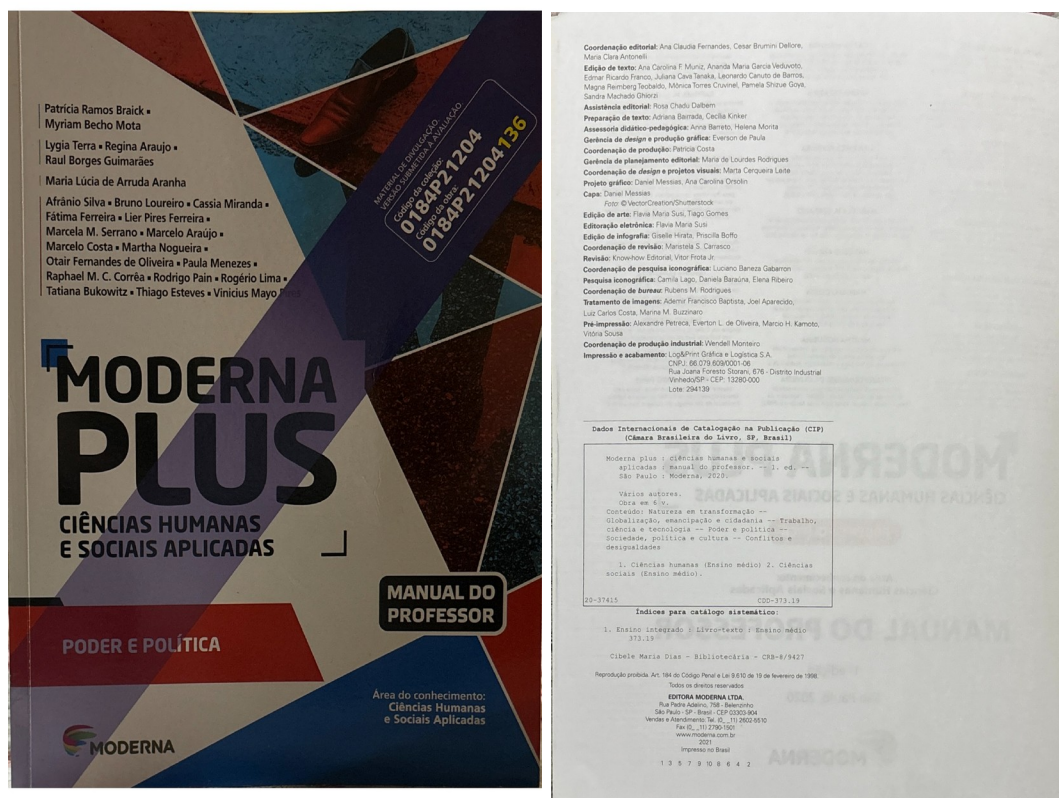 Patrícia Ramos Braick ▪
Myriam Becho Mota
Lygia Terra ▪ Regina Araujo ▪
Raul Borges Guimarães
Maria Lúcia de Arruda Aranha
Afrânio Silva ▪ Bruno Loureiro ▪ Cassia Miranda ▪
Fátima Ferreira ▪ Lier Pires Ferreira ▪
Marcela M. Serrano ▪ Marcelo Araújo ▪
Marcelo Costa ▪ Martha Nogueira ▪
Otair Fernandes de Oliveira ▪ Paula Menezes ▪
Raphael M. C. Corrêa ▪ Rodrigo Pain ▪ Rogério Lima ▪
Tatiana Bukowitz ▪ Thiago Esteves ▪ Vinicius Mayo Pires
MATERIAL DE DIVULGAÇÃO.
VERSÃO SUBMETIDA À AVALIAÇÃO.
Código da coleção:
0184P21204
Código da obra:
0184P21204136
MODERNA
PLUS
CIÊNCIAS HUMANAS
E SOCIAIS APLICADAS
MANUAL DO
PROFESSOR
PODER E POLÍTICA
Área do conhecimento:
Ciências Humanas
e Sociais Aplicadas
MODERNA
Coordenação editorial: Ana Claudia Fernandes, Cesar Brumini Dellore,
Maria Clara Antonelli
Edição de texto: Ana Carolina F. Muniz, Ananda Maria Garcia Veduvoto,
Edmar Ricardo Franco, Juliana Cava Tanaka, Leonardo Canuto de Barros,
Magna Reimberg Teobaldo, Mônica Torres Cruvinel, Pamela Shizue Goya,
Sandra Machado Ghiorzi
Assistência editorial: Rosa Chadu Dalbem
Preparação de texto: Adriana Bairrada, Cecília Kinker
Assessoria didático-pedagógica: Anna Barreto, Helena Morita
Gerência de design e produção gráfica: Everson de Paula
Coordenação de produção: Patricia Costa
Gerência de planejamento editorial: Maria de Lourdes Rodrigues
Coordenação de design e projetos visuais: Marta Cerqueira Leite
Projeto gráfico: Daniel Messias, Ana Carolina Orsolin
Capa: Daniel Messias
Foto: © VectorCreation/Shutterstock
Edição de arte: Flavia Maria Susi, Tiago Gomes
Editoração eletrônica: Flavia Maria Susi
Edição de infografia: Giselle Hirata, Priscilla Boffo
Coordenação de revisão: Maristela S. Carrasco
Revisão: Know-how Editorial, Vitor Frota Jr.
Coordenação de pesquisa iconográfica: Luciano Baneza Gabarron
Pesquisa iconográfica: Camila Lago, Daniela Baraúna, Elena Ribeiro
Coordenação de bureau: Rubens M. Rodrigues
Tratamento de imagens: Ademir Francisco Baptista, Joel Aparecido,
Luiz Carlos Costa, Marina M. Buzzinaro
Pré-impressão: Alexandre Petreca, Everton L. de Oliveira, Marcio H. Kamoto,
Vitória Sousa
Coordenação de produção industrial: Wendell Monteiro
Impressão e acabamento: Log&Print Gráfica e Logística S.A.
CNPJ: 66.079.609/0001-06
Rua Joana Foresto Storani, 676 - Distrito Industrial
Vinhedo/SP - CEP: 13280-000
Lote: 294139
Dados Internacionais de Catalogação na Publicação (CIP)
(Câmara Brasileira do Livro, SP, Brasil)
Moderna plus : ciências humanas e sociais
aplicadas : manual do professor. -- 1. ed. --
São Paulo : Moderna, 2020.
Vários autores.
Obra em 6 v.
Conteúdo: Natureza em transformação --
Globalização, emancipação e cidadania -- Trabalho,
ciência e tecnologia -- Poder e política --
Sociedade, política e cultura -- Conflitos e
desigualdades
1. Ciências humanas (Ensino médio) 2. Ciências
sociais (Ensino médio).
20-37415 CDD-373.19
Índices para catálogo sistemático:
1. Ensino integrado : Livro-texto : Ensino médio
373.19
Cibele Maria Dias - Bibliotecária - CRB-8/9427
Reprodução proibida. Art. 184 do Código Penal e Lei 9.610 de 19 de fevereiro de 1998.
Todos os direitos reservados
EDITORA MODERNA LTDA.
Rua Padre Adelino, 758 - Belenzinho
São Paulo - SP - Brasil - CEP 03303-904
Vendas e Atendimento: Tel. (0_ _11) 2602-5510
Fax (0_ _11) 2790-1501
www.moderna.com.br
2021
Impresso no Brasil
1 3 5 7 9 10 8 6 4 2